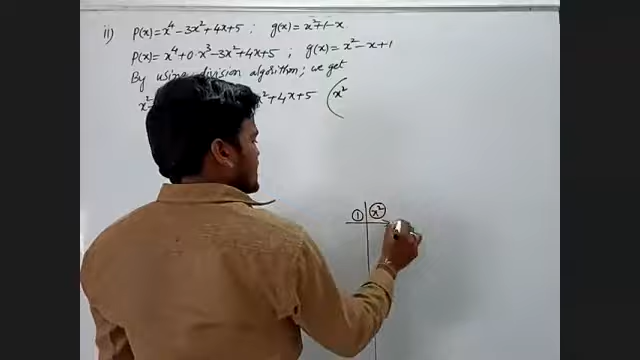 ii) P(x) = x⁴ - 3x² + 4x + 5 ; g(x) = x² + 1 - x
P(x) = x⁴ + 0·x³ - 3x² + 4x + 5 ; g(x) = x² - x + 1
By using division algorithm; we get
x² x² + 4x + 5 ( x²
1 | x²